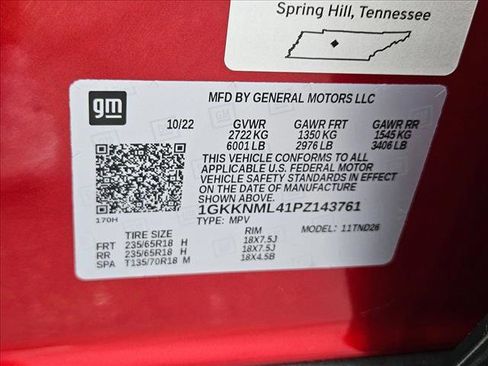 Spring Hill, Tennessee
gm
MFD BY GENERAL MOTORS LLC
10/22 GVWR GAWR FRT GAWR RR
2722 KG 1350 KG 1545 KG
6001 LB 2976 LB 3406 LB
THIS VEHICLE CONFORMS TO ALL
APPLICABLE U.S. FEDERAL MOTOR
VEHICLE SAFETY STANDARDS IN EFFECT
ON THE DATE OF MANUFACTURE
SHOWN ABOVE.
1GKKNML41PZ143761
170H TYPE: MPV MODEL: 11TND26
TIRE SIZE RIM
FRT 235/65R18 H 18X7.5J
RR 235/65R18 H 18X7.5J
SPA T135/70R18 M 18X4.5B